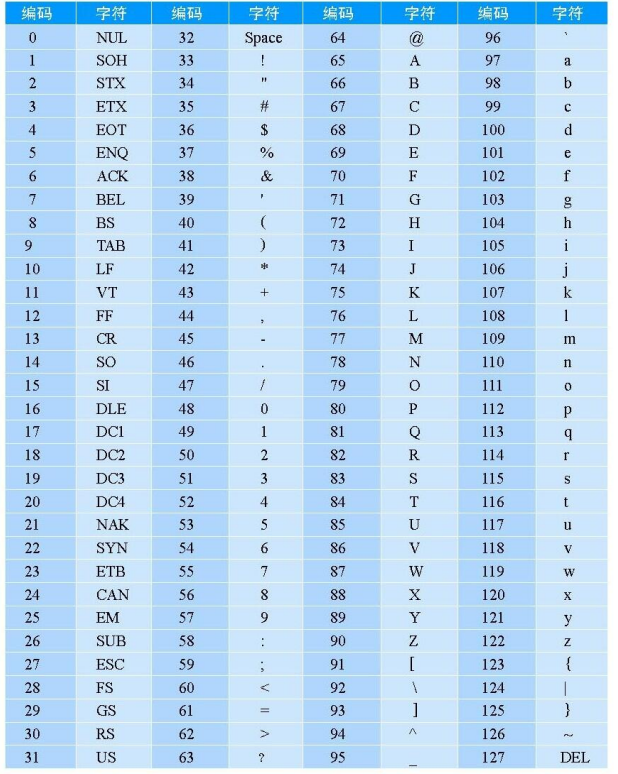 编码 字符 编码 字符 编码 字符 编码 字符
0 NUL 32 Space 64 @ 96 `
1 SOH 33 ! 65 A 97 a
2 STX 34 " 66 B 98 b
3 ETX 35 # 67 C 99 c
4 EOT 36 $ 68 D 100 d
5 ENQ 37 % 69 E 101 e
6 ACK 38 & 70 F 102 f
7 BEL 39 ' 71 G 103 g
8 BS 40 ( 72 H 104 h
9 TAB 41 ) 73 I 105 i
10 LF 42 * 74 J 106 j
11 VT 43 + 75 K 107 k
12 FF 44 , 76 L 108 l
13 CR 45 - 77 M 109 m
14 SO 46 . 78 N 110 n
15 SI 47 / 79 O 111 o
16 DLE 48 0 80 P 112 p
17 DC1 49 1 81 Q 113 q
18 DC2 50 2 82 R 114 r
19 DC3 51 3 83 S 115 s
20 DC4 52 4 84 T 116 t
21 NAK 53 5 85 U 117 u
22 SYN 54 6 86 V 118 v
23 ETB 55 7 87 W 119 w
24 CAN 56 8 88 X 120 x
25 EM 57 9 89 Y 121 y
26 SUB 58 : 90 Z 122 z
27 ESC 59 ; 91 [ 123 {
28 FS 60 < 92 \ 124 |
29 GS 61 = 93 ] 125 }
30 RS 62 > 94 ^ 126 ~
31 US 63 ? 95 _ 127 DEL